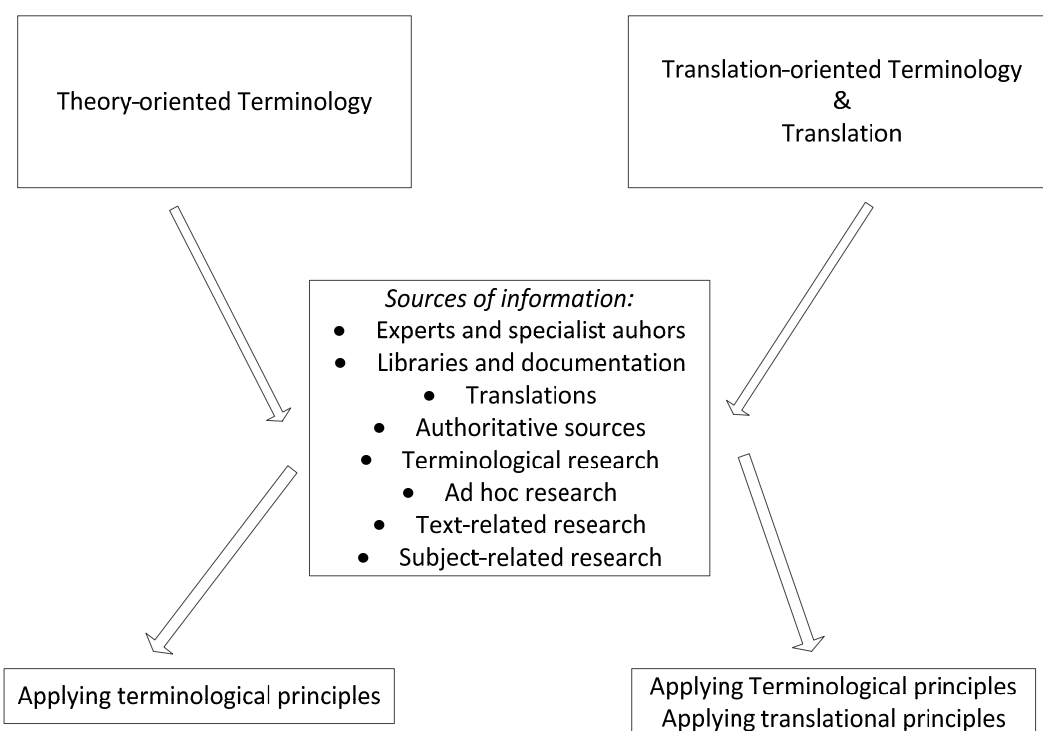 Theory-oriented Terminology
Translation-oriented Terminology
&
Translation
Sources of information:
• Experts and specialist auhors
• Libraries and documentation
• Translations
• Authoritative sources
• Terminological research
• Ad hoc research
• Text-related research
• Subject-related research
Applying terminological principles
Applying Terminological principles
Applying translational principles